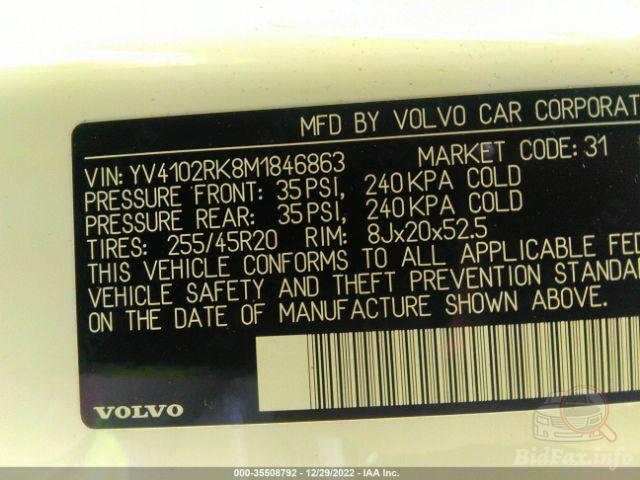 MFD BY VOLVO CAR CORPORAT
VIN: YV4102RK8M1846863 MARKET CODE: 31
PRESSURE FRONT: 35 PSI, 240 KPA COLD
PRESSURE REAR: 35 PSI, 240 KPA COLD
TIRES: 255/45R20 RIM: 8Jx20x52.5
THIS VEHICLE CONFORMS TO ALL APPLICABLE FED
VEHICLE SAFETY AND THEFT PREVENTION STANDA
ON THE DATE OF MANUFACTURE SHOWN ABOVE.
VOLVO
BidFax.info
000-35508792 - 12/29/2022 - IAA Inc.